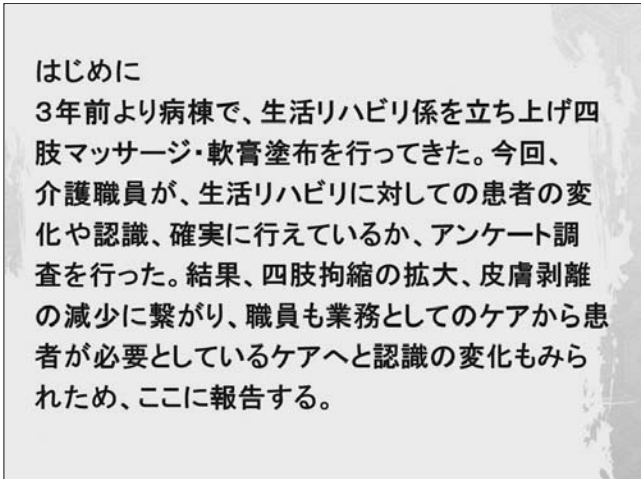 はじめに
３年前より病棟で、生活リハビリ係を立ち上げ四
肢マッサージ・軟膏塗布を行ってきた。今回、
介護職員が、生活リハビリに対しての患者の変
化や認識、確実に行えているか、アンケート調
査を行った。結果、四肢拘縮の拡大、皮膚剥離
の減少に繋がり、職員も業務としてのケアから患
者が必要としているケアへと認識の変化もみら
れため、ここに報告する。